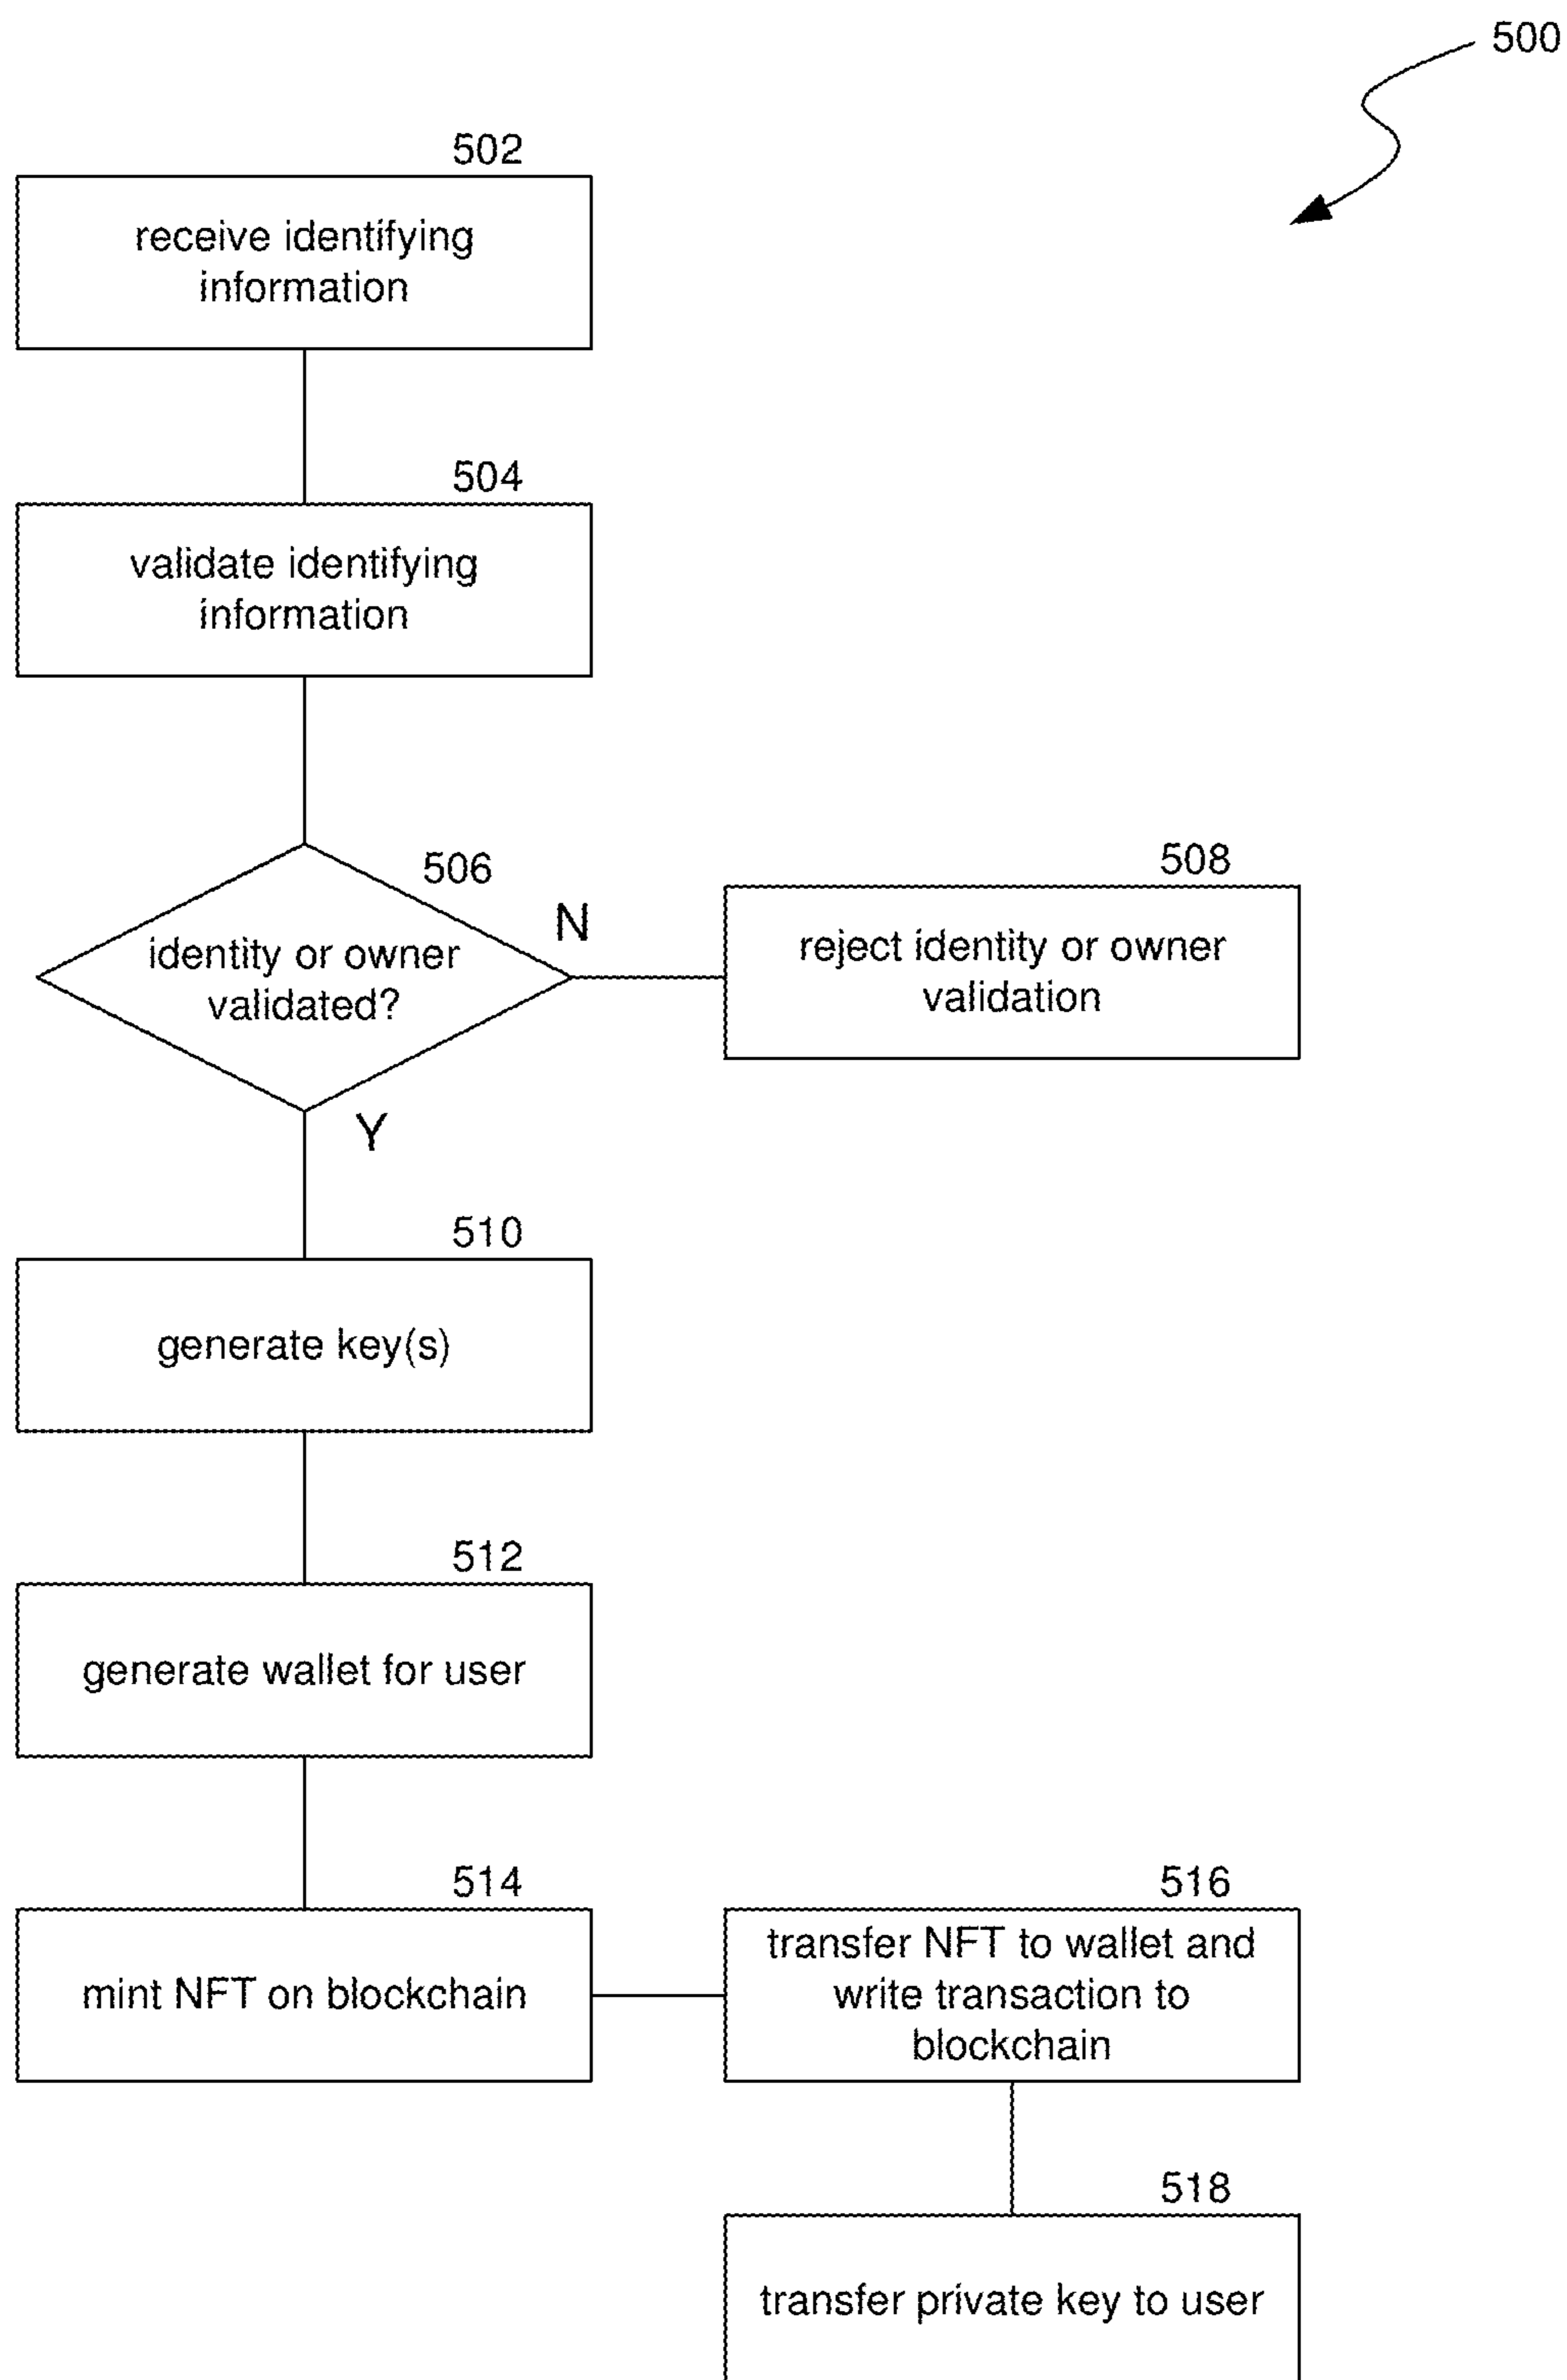 500
502
receive identifying
information
504
validate identifying
information
506
identity or owner
validated?
N
508
reject identity or owner
validation
Y
510
generate key(s)
512
generate wallet for user
514
mint NFT on blockchain
516
transfer NFT to wallet and
write transaction to
blockchain
518
transfer private key to user